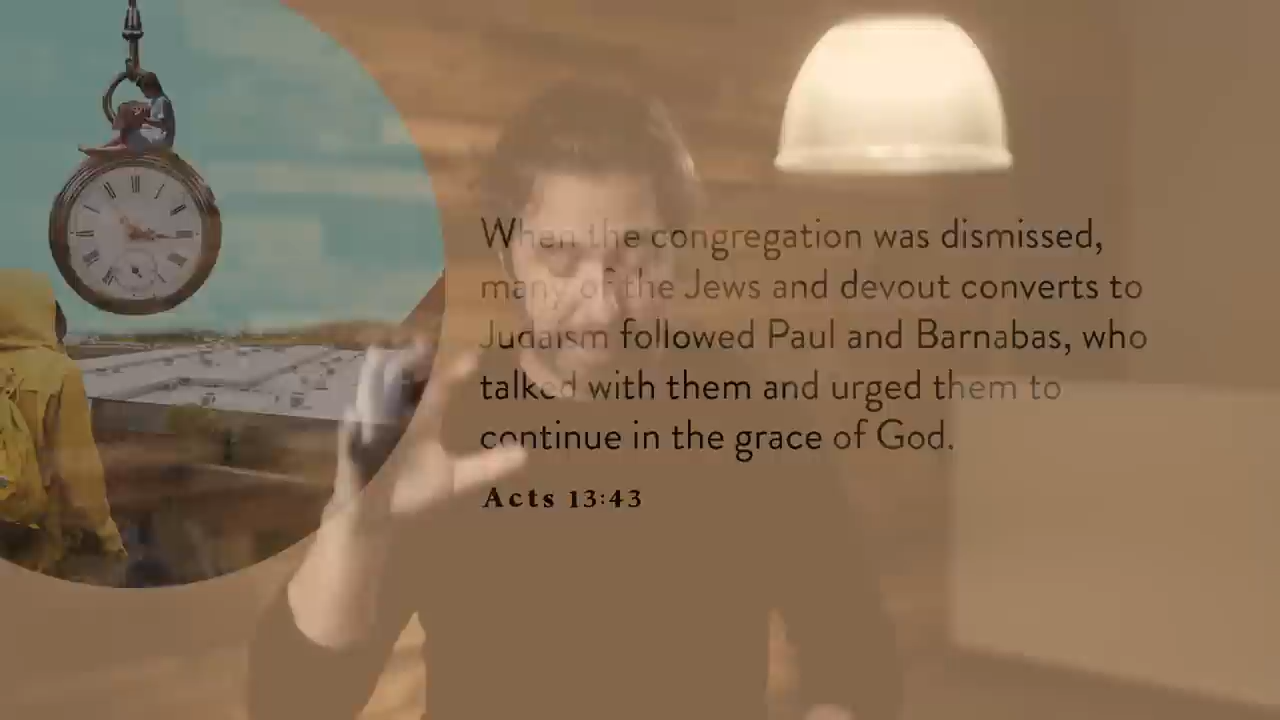 When the congregation was dismissed,
many of the Jews and devout converts to
Judaism followed Paul and Barnabas, who
talked with them and urged them to
continue in the grace of God.
Acts 13:43